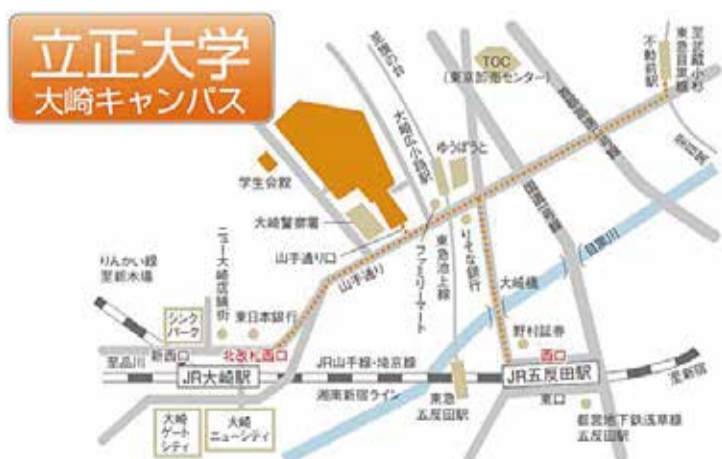 立正大学
大崎キャンパス
TOC
(東京卸売センター)
不動前駅
東急目黒線
至武蔵小杉
至目黒
大崎広小路駅
ゆうぽうと
学生会館
大崎警察署
山手通り口
山手通り
ファミリーマート
東急池上線
りそな銀行
大崎橋
目黒川
りんかい線
至新木場
ニュー大崎店舗街
東日本銀行
シンク
パーク
新西口
北改札西口
野村証券
西口
至品川
JR大崎駅
JR山手線・埼京線
湘南新宿ライン
JR五反田駅
至新宿
東急
五反田駅
東口
都営地下鉄浅草線
五反田駅
大崎
ゲート
シティ
大崎
ニューシティ